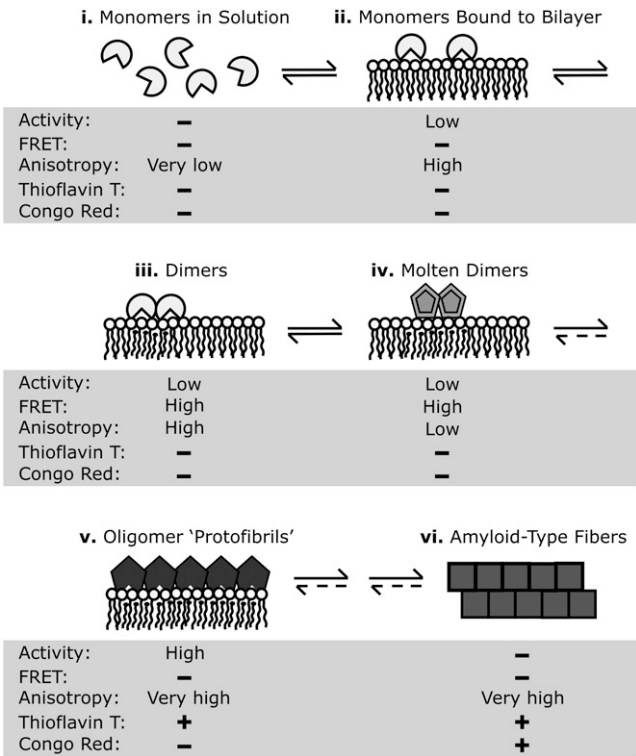 i. Monomers in Solution ii. Monomers Bound to Bilayer
Activity: – Low
FRET: – –
Anisotropy: Very low High
Thioflavin T: – –
Congo Red: – –
iii. Dimers iv. Molten Dimers
Activity: Low Low
FRET: High High
Anisotropy: High Low
Thioflavin T: – –
Congo Red: – –
v. Oligomer ‘Protofibrils’ vi. Amyloid-Type Fibers
Activity: High –
FRET: – –
Anisotropy: Very high Very high
Thioflavin T: + +
Congo Red: – +